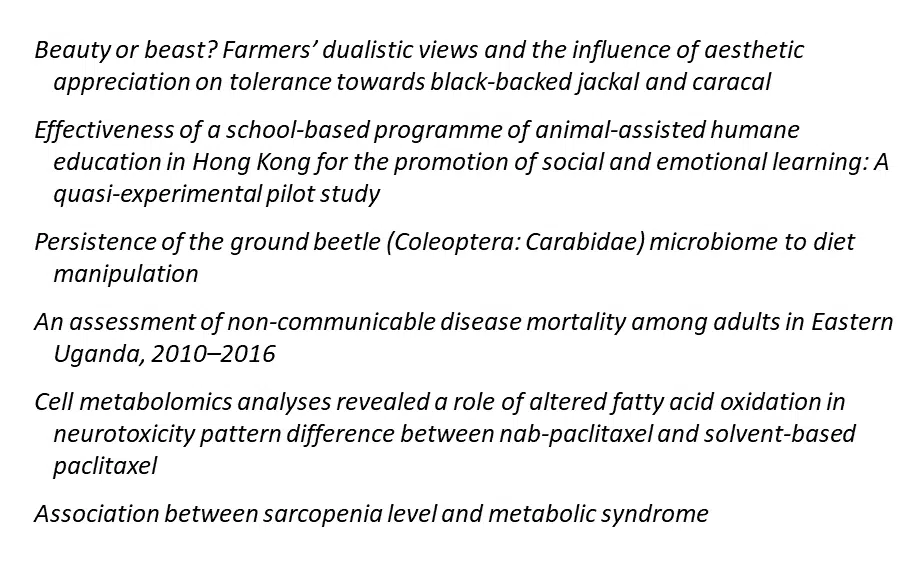 Beauty or beast? Farmers’ dualistic views and the influence of aesthetic
appreciation on tolerance towards black-backed jackal and caracal
Effectiveness of a school-based programme of animal-assisted humane
education in Hong Kong for the promotion of social and emotional learning: A
quasi-experimental pilot study
Persistence of the ground beetle (Coleoptera: Carabidae) microbiome to diet
manipulation
An assessment of non-communicable disease mortality among adults in Eastern
Uganda, 2010–2016
Cell metabolomics analyses revealed a role of altered fatty acid oxidation in
neurotoxicity pattern difference between nab-paclitaxel and solvent-based
paclitaxel
Association between sarcopenia level and metabolic syndrome